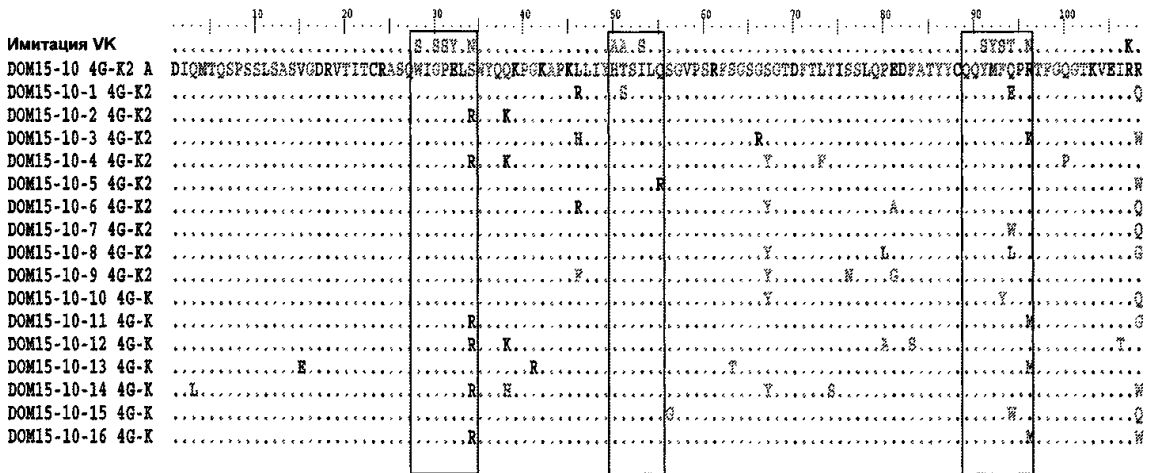 10 20 30 40 50 60 70 80 90 100
Имитация VK ...........................S.SSY.N...............AA.S.....................................SYST.N..........K.
DOM15-10 4G-K2 A DIQMTQSPSSLSASVGDRVTITCRASQWIGPELSWYQQKPGKAPKLLIYHTSILQSGVPSRFSGSGSGTDFTLTISSLQPEDFATYYCQQYMFQPRTFGQGTKVEIRR
DOM15-10-1 4G-K2 .............................................R....S..........................................E.............Q
DOM15-10-2 4G-K2 .................................R...K......................................................................
DOM15-10-3 4G-K2 .............................................H...................R.............................K...........W
DOM15-10-4 4G-K2 .................................R...K............................Y.....F..........................P........
DOM15-10-5 4G-K2 ......................................................R....................................................W
DOM15-10-6 4G-K2 .............................................R....................Y.............A..........................Q
DOM15-10-7 4G-K2 .............................................................................................W.............Q
DOM15-10-8 4G-K2 ..................................................................Y............L.............L.............G
DOM15-10-9 4G-K2 .............................................F....................Y........N....G...........................
DOM15-10-10 4G-K ..................................................................Y.........................Y..............Q
DOM15-10-11 4G-K .................................R.............................................................M...........G
DOM15-10-12 4G-K .................................R...K.........................................A..S......................T..
DOM15-10-13 4G-K ..............E.........................R.....................T................................M............
DOM15-10-14 4G-K ..L..............................R...H............................Y......S.................................W
DOM15-10-15 4G-K .......................................................G.....................................W.............Q
DOM15-10-16 4G-K .................................R.............................................................M...........W